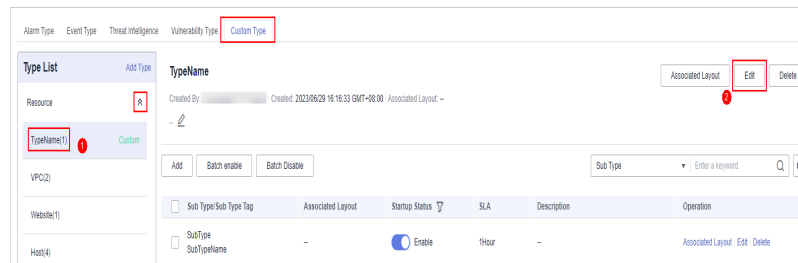 Alarm Type Event Type Threat Intelligence Vulnerability Type Custom Type
Type List Add Type
Resource
TypeName(1) 1 Custom
VPC(2)
Website(1)
Host(4)
TypeName
Associated Layout Edit Delete
2
Created By: Created: 2023/06/29 16:16:33 GMT+08:00 Associated Layout: --
--
Add Batch enable Batch Disable Sub Type Enter a keyword.
Sub Type/Sub Type Tag Associated Layout Startup Status SLA Description Operation
SubType
SubTypeName -- Enable 1Hour -- Associated Layout Edit Delete